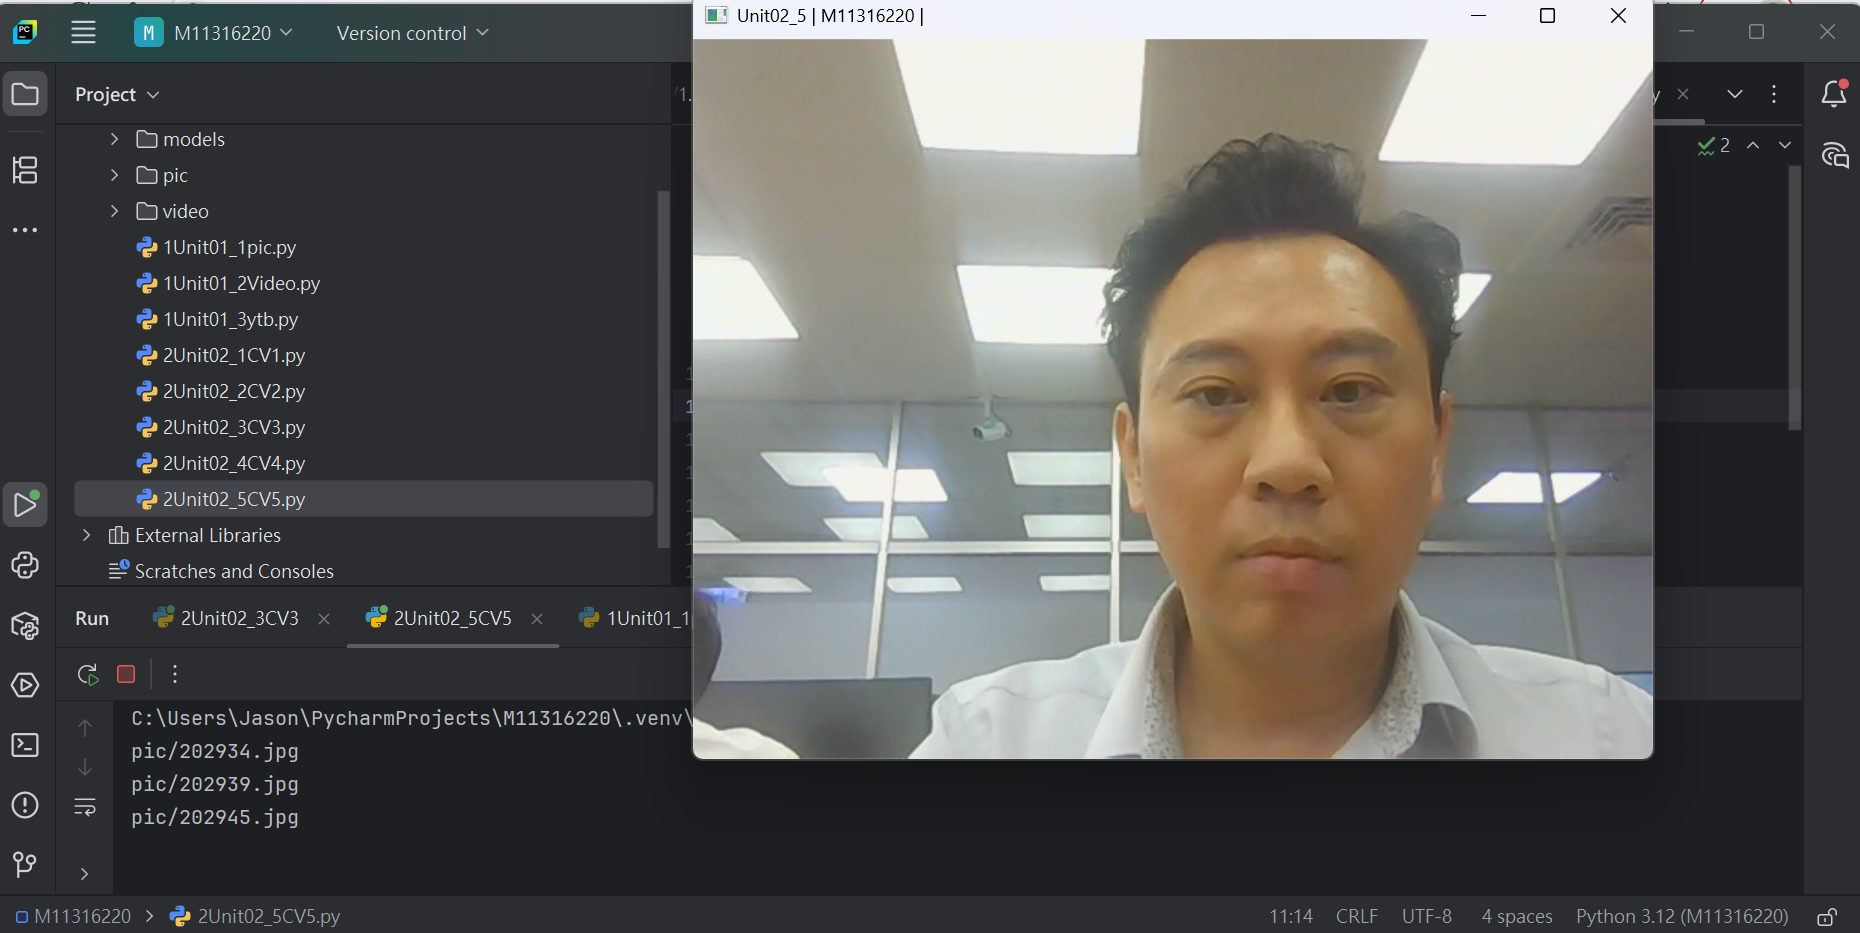 PC
M M11316220 Version control
Unit02_5 | M11316220 |
Project
models
pic
video
1Unit01_1pic.py
1Unit01_2Video.py
1Unit01_3ytb.py
2Unit02_1CV1.py
2Unit02_2CV2.py
2Unit02_3CV3.py
2Unit02_4CV4.py
2Unit02_5CV5.py
External Libraries
Scratches and Consoles
2
Run 2Unit02_3CV3 2Unit02_5CV5 1Unit01_1
C:\Users\Jason\PycharmProjects\M11316220\.venv\
pic/202934.jpg
pic/202939.jpg
pic/202945.jpg
M11316220 > 2Unit02_5CV5.py 11:14 CRLF UTF-8 4 spaces Python 3.12 (M11316220)